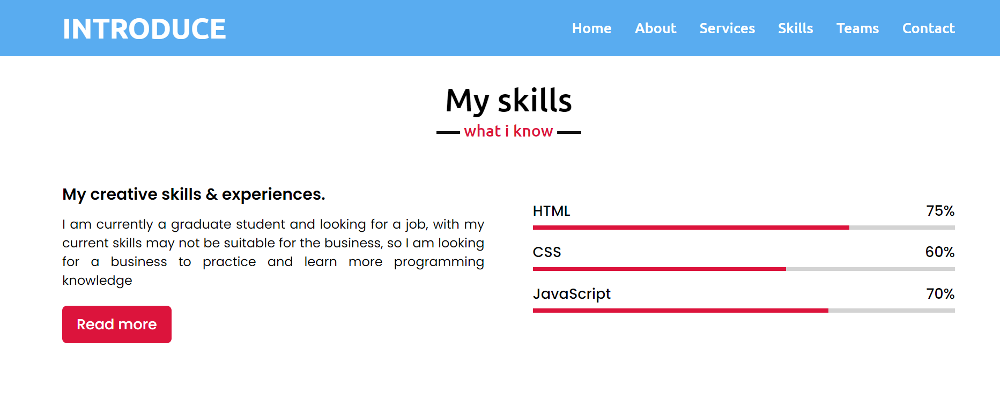 INTRODUCE
Home About Services Skills Teams Contact
My skills
what i know
My creative skills & experiences.
I am currently a graduate student and looking for a job, with my
current skills may not be suitable for the business, so I am looking
for a business to practice and learn more programming
knowledge
Read more
HTML 75%
CSS 60%
JavaScript 70%